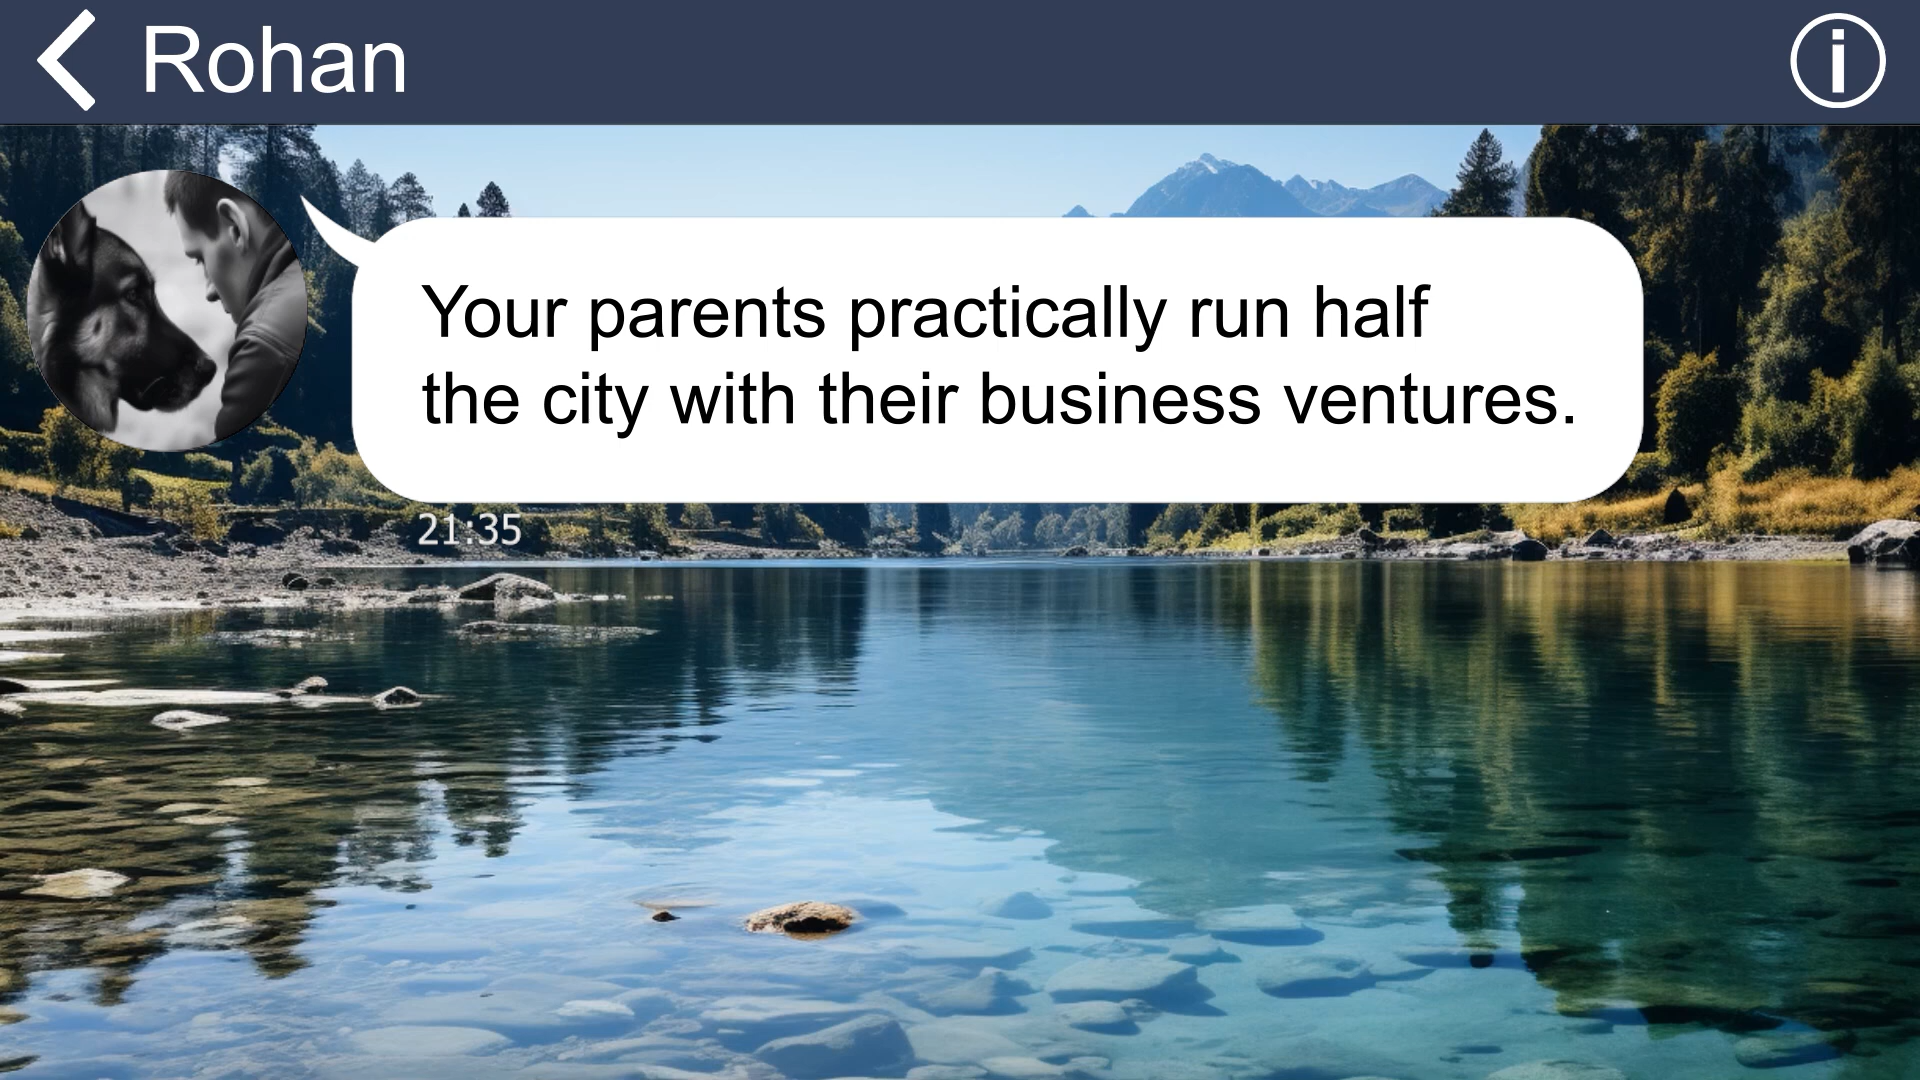 Rohan
Your parents practically run half
the city with their business ventures.
21:35